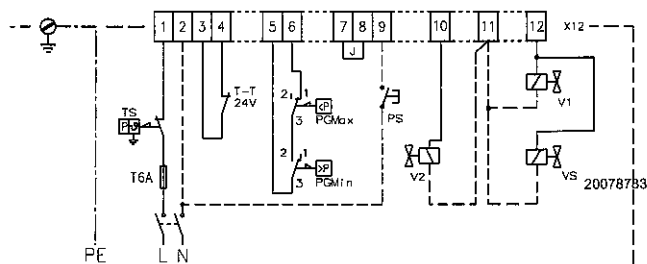 1 2 3 4 5 6 7 8 9 10 11 12 X12
J
T-T
24V
TS
2 1
<P
3 PGMax
PS
V1
P
2 1
>P
3 PGMin
V2
VS 20078783
T6A
PE L N